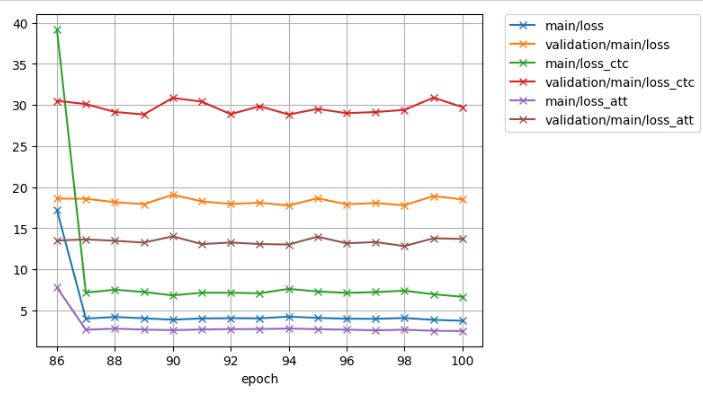 40
35
30
25
20
15
10
5
86 88 90 92 94 96 98 100
epoch
main/loss
validation/main/loss
main/loss_ctc
validation/main/loss_ctc
main/loss_att
validation/main/loss_att